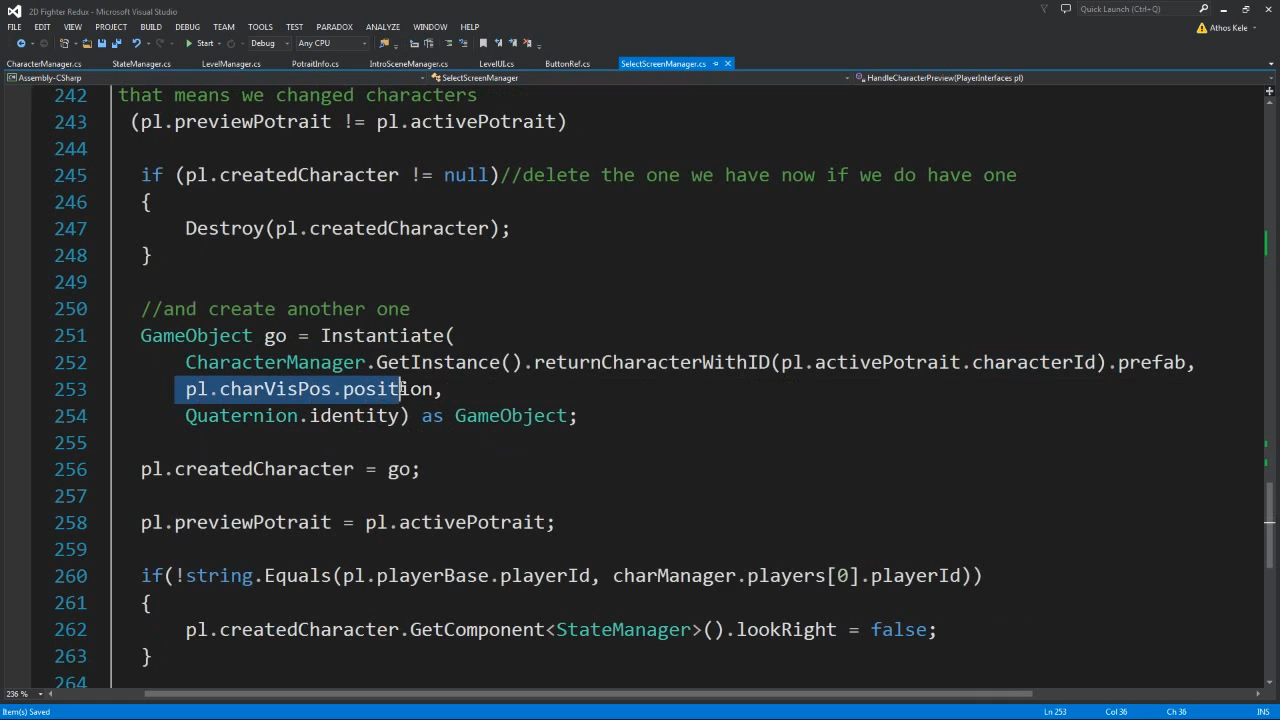 2D Fighter Redux - Microsoft Visual Studio
Quick Launch (Ctrl+Q)
FILE EDIT VIEW PROJECT BUILD DEBUG TEAM TOOLS TEST PARADOX ANALYZE WINDOW HELP
Athos Kele
Start Debug Any CPU
CharacterManager.cs StateManager.cs LevelManager.cs PotraitInfo.cs IntroSceneManager.cs LevelUI.cs ButtonRef.cs SelectScreenManager.cs
Assembly-CSharp SelectScreenManager HandleCharacterPreview(PlayerInterfaces pl)
242 that means we changed characters
243 (pl.previewPotrait != pl.activePotrait)
244
245 if (pl.createdCharacter != null)//delete the one we have now if we do have one
246 {
247 Destroy(pl.createdCharacter);
248 }
249
250 //and create another one
251 GameObject go = Instantiate(
252 CharacterManager.GetInstance().returnCharacterWithID(pl.activePotrait.characterId).prefab,
253 pl.charVisPos.position,
254 Quaternion.identity) as GameObject;
255
256 pl.createdCharacter = go;
257
258 pl.previewPotrait = pl.activePotrait;
259
260 if(!string.Equals(pl.playerBase.playerId, charManager.players[0].playerId))
261 {
262 pl.createdCharacter.GetComponent<StateManager>().lookRight = false;
263 }
264
236 %
Item(s) Saved Ln 253 Col 36 Ch 36 INS